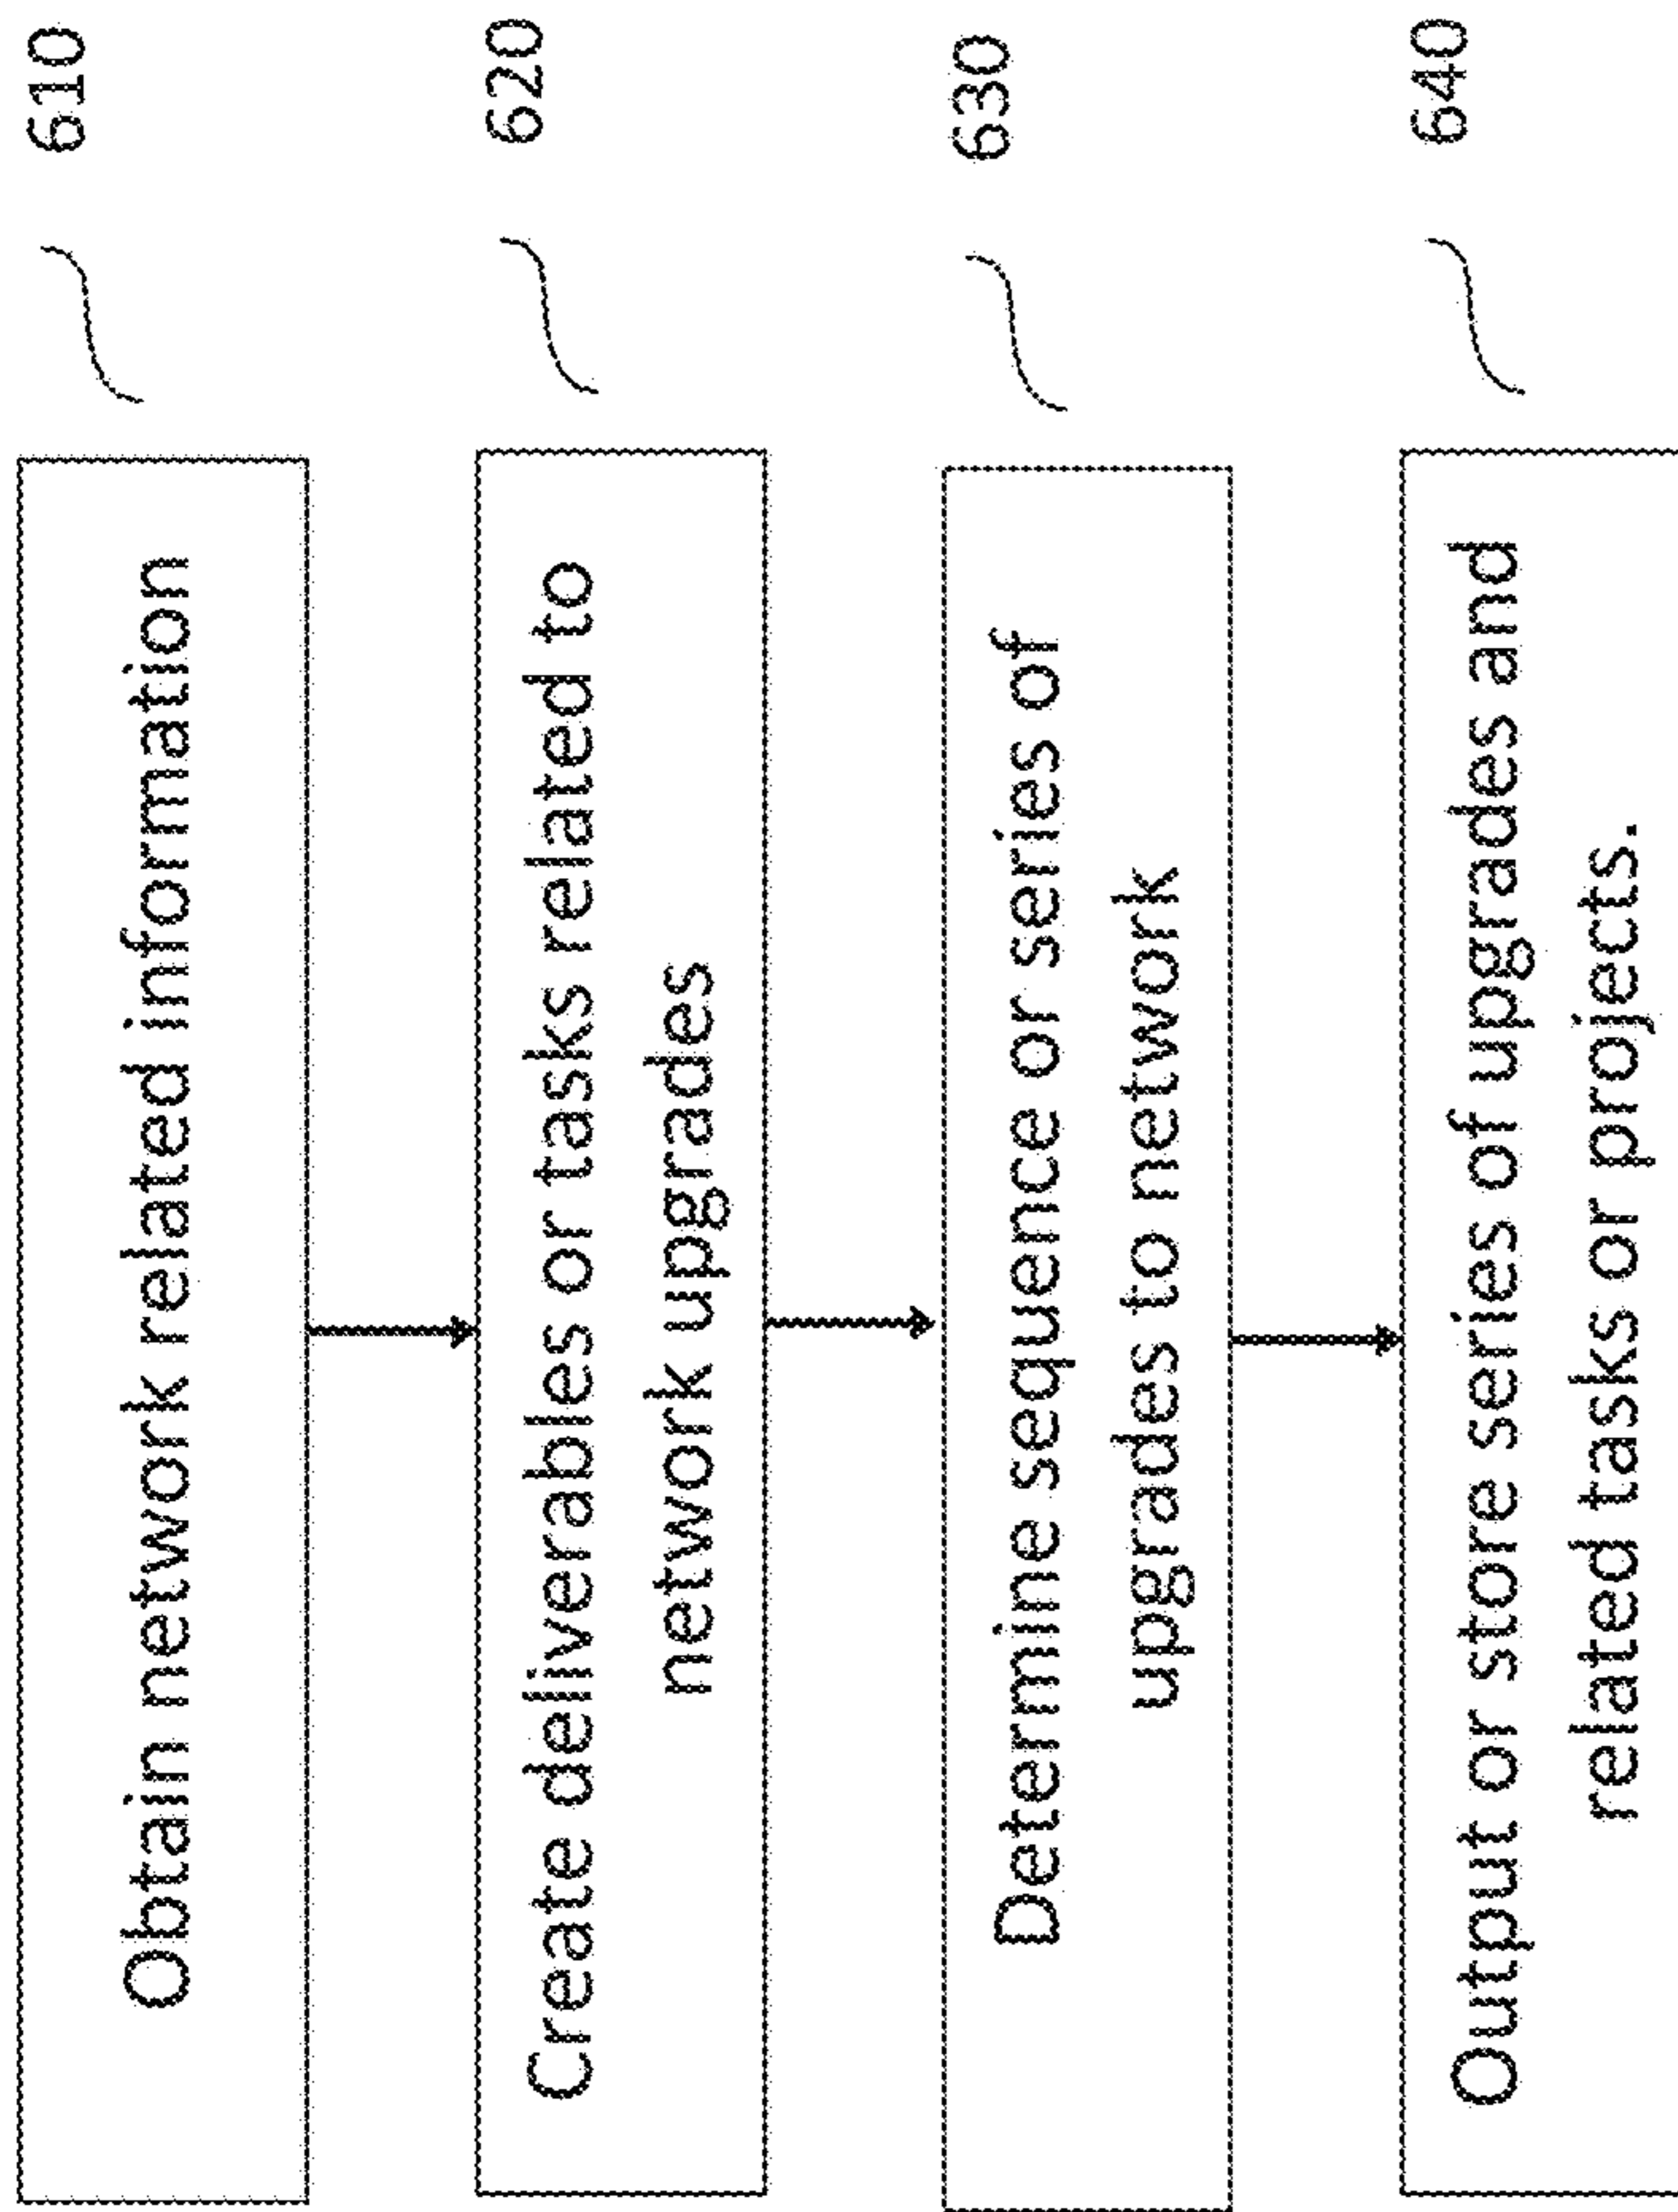 Obtain network related information
610
Create deliverables or tasks related to
network upgrades
620
Determine sequence or series of
upgrades to network
630
Output or store series of upgrades and
related tasks or projects.
640